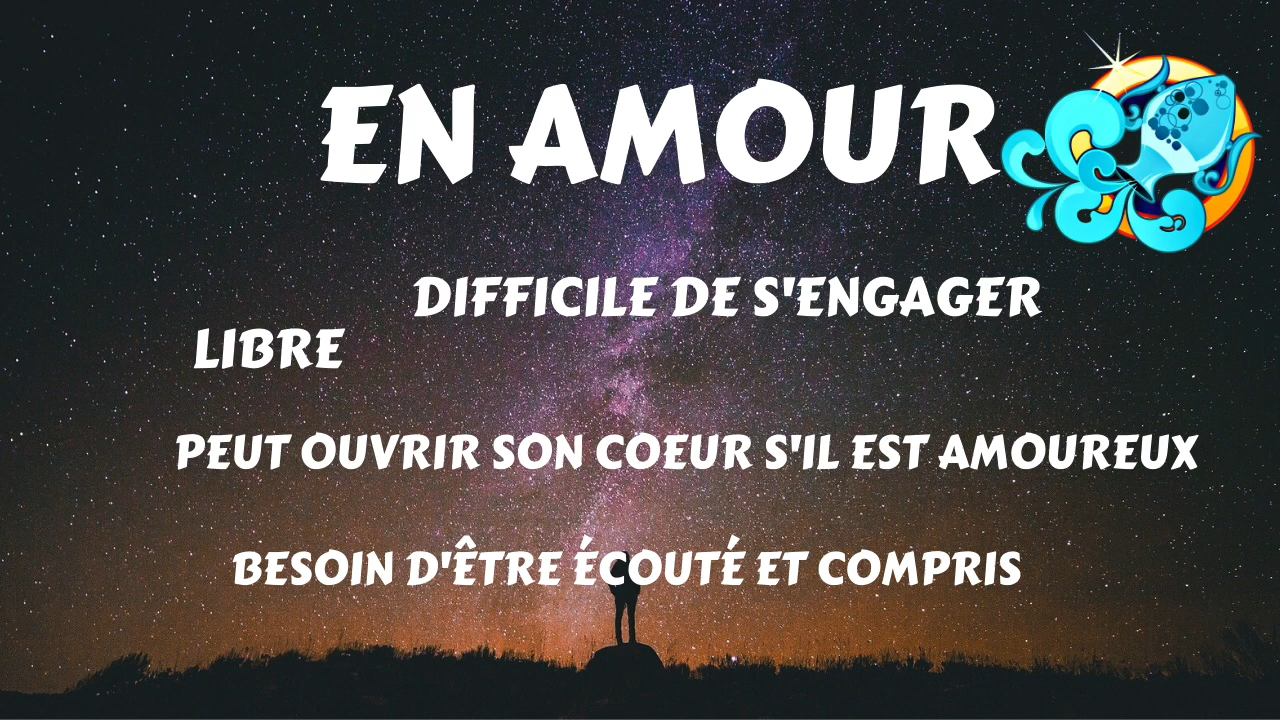 EN AMOUR
DIFFICILE DE S'ENGAGER
LIBRE
PEUT OUVRIR SON COEUR S'IL EST AMOUREUX
BESOIN D'ÊTRE ÉCOUTÉ ET COMPRIS